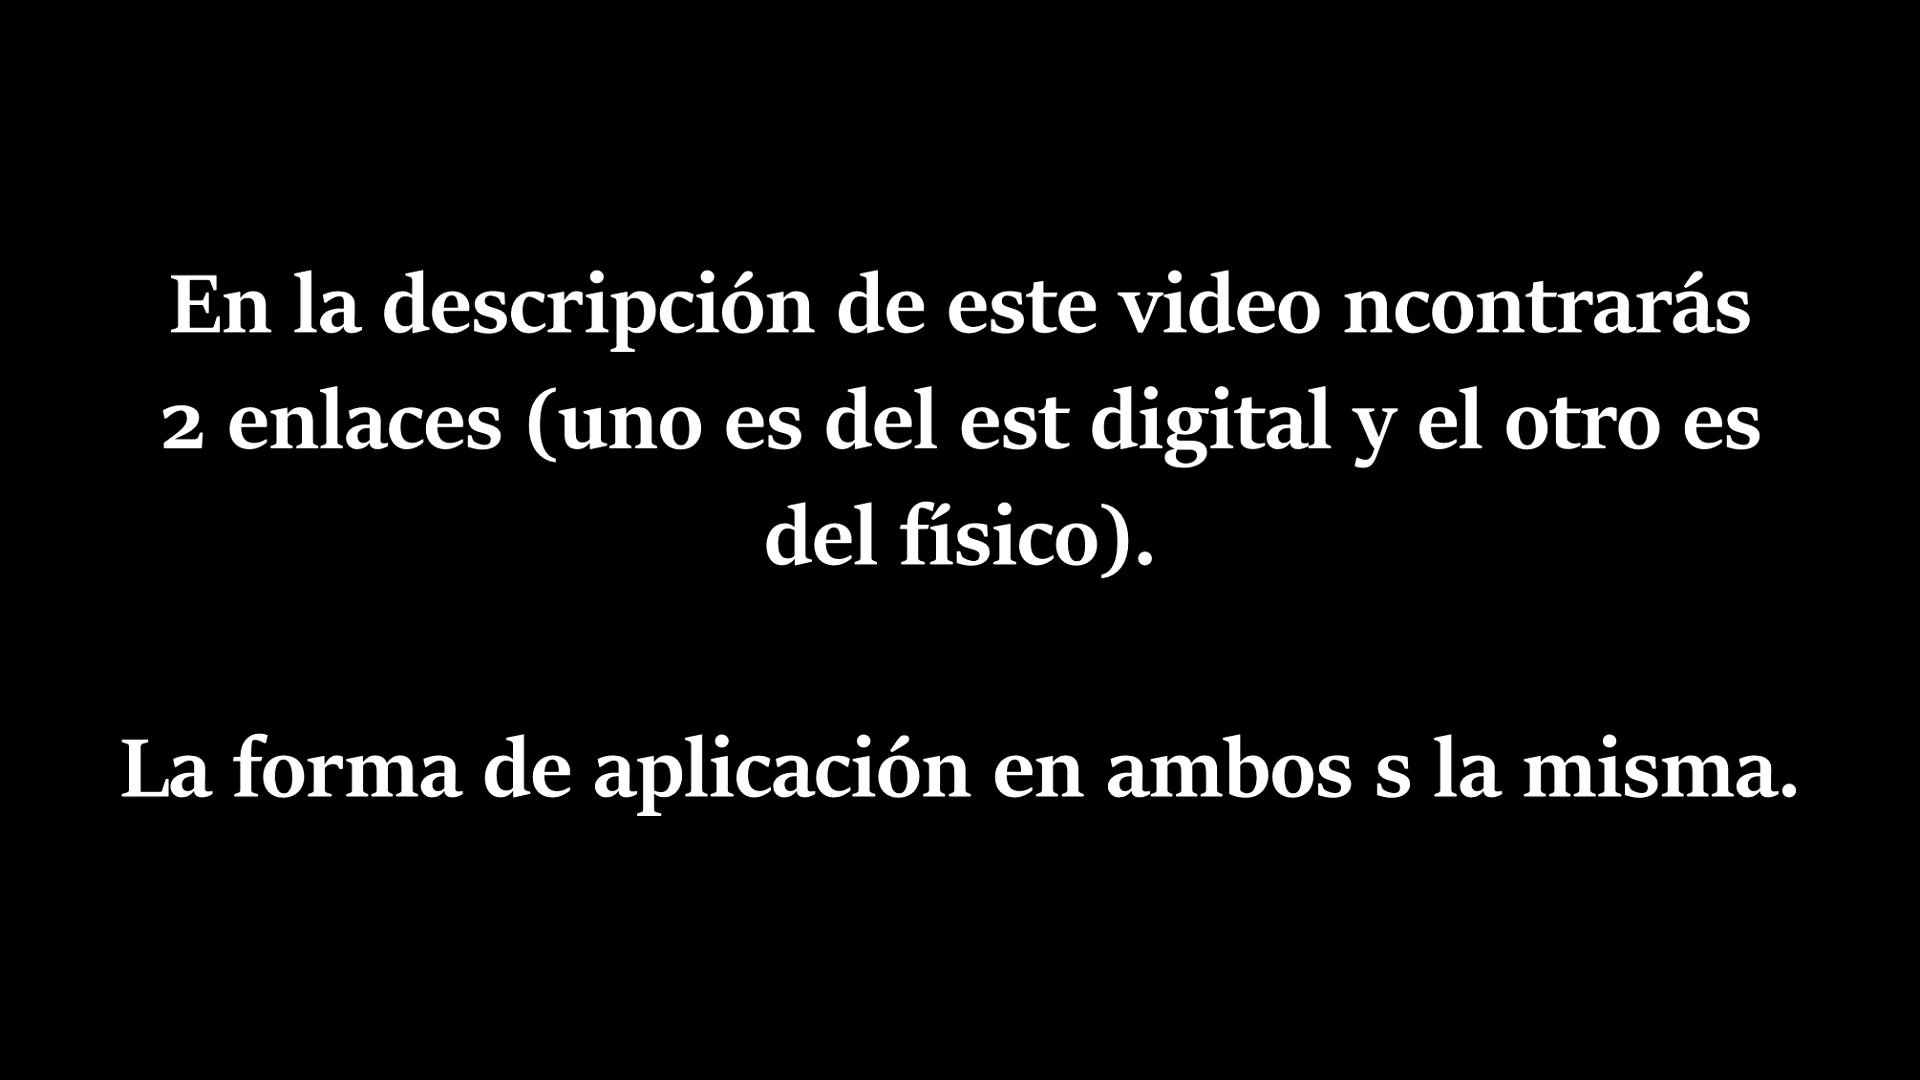 En la descripción de este video ncontrarás
2 enlaces (uno es del est digital y el otro es
del físico).
La forma de aplicación en ambos s la misma.